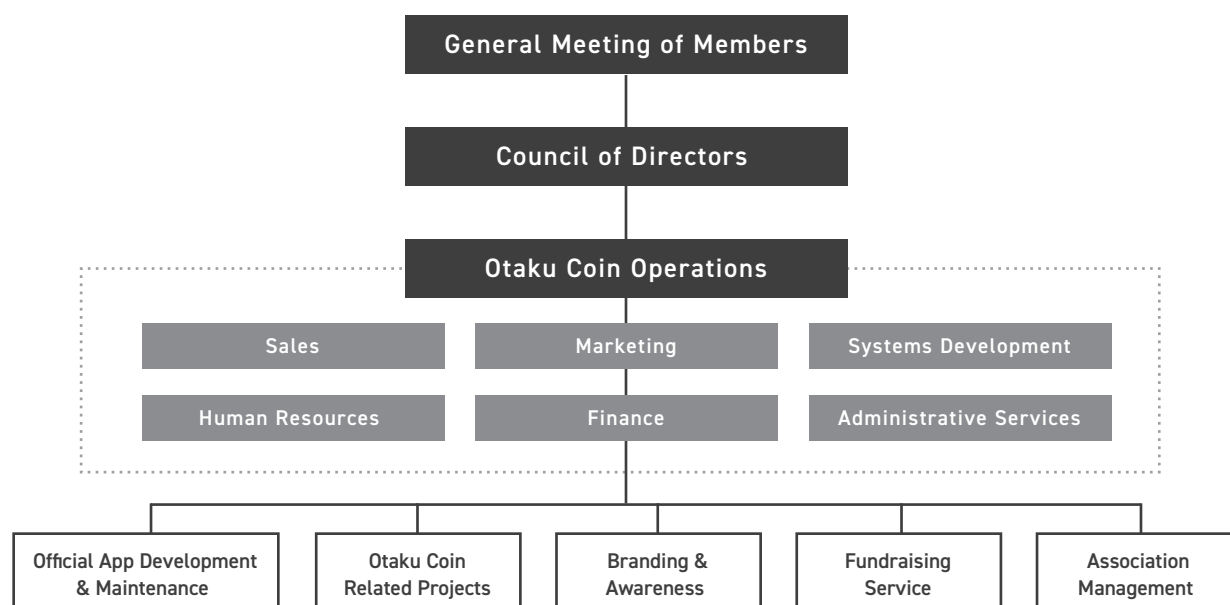 General Meeting of Members
Council of Directors
Otaku Coin Operations
Sales
Marketing
Systems Development
Human Resources
Finance
Administrative Services
Official App Development
& Maintenance
Otaku Coin
Related Projects
Branding &
Awareness
Fundraising
Service
Association
Management